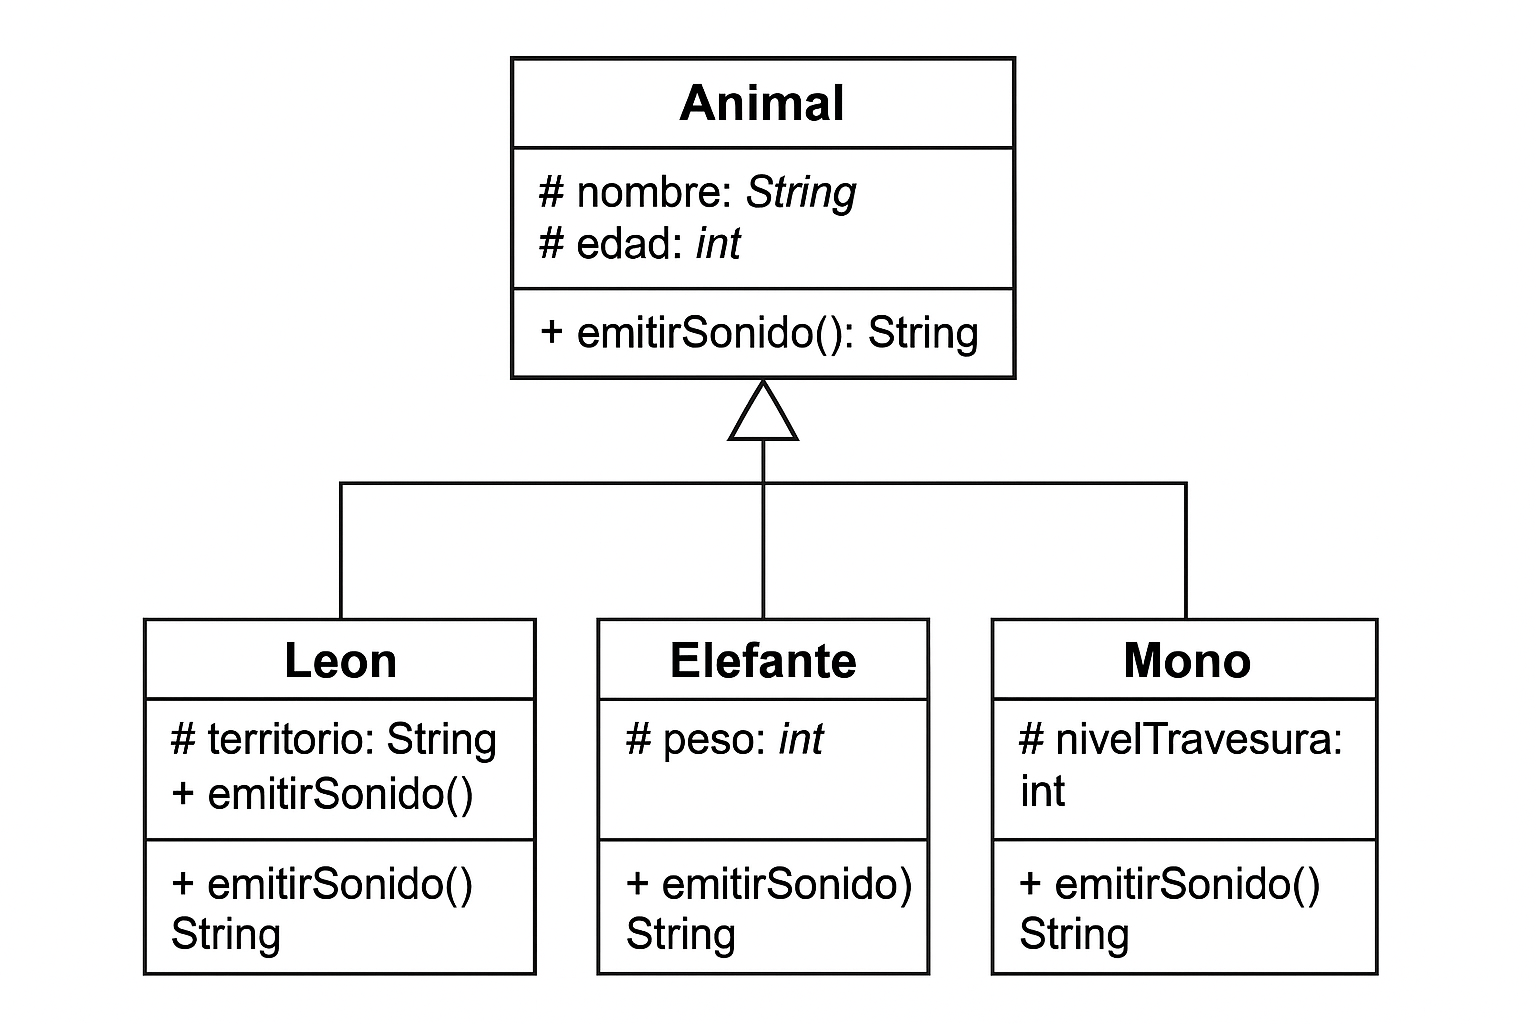 Animal
# nombre: String
# edad: int
+ emitirSonido(): String
Leon
# territorio: String
+ emitirSonido()
+ emitirSonido()
String
Elefante
# peso: int
+ emitirSonido)
String
Mono
# nivelTravesura:
int
+ emitirSonido()
String